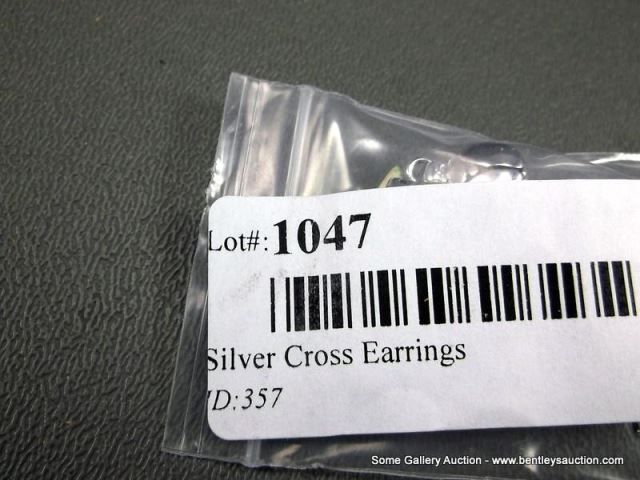 Lot#: 1047
Silver Cross Earrings
ID:357
Some Gallery Auction - www.bentleysauction.com